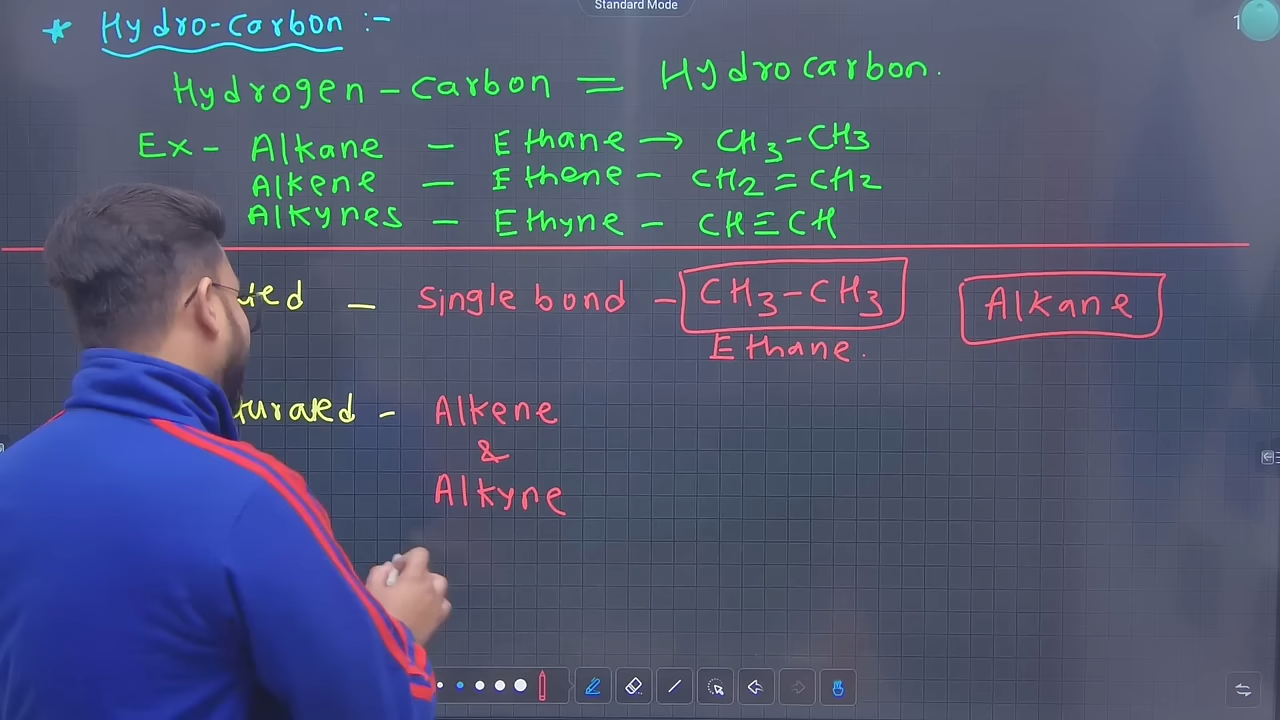 Standard Mode
* Hydro-Carbon :-
1
Hydrogen - Carbon = Hydrocarbon.
Ex - Alkane - Ethane → CH3-CH3
Alkene - Ethene - CH2=CH2
Alkynes - Ethyne - CH≡CH
- Single bond - CH3-CH3 Alkane
Ethane.
- Alkene
&
Alkyne